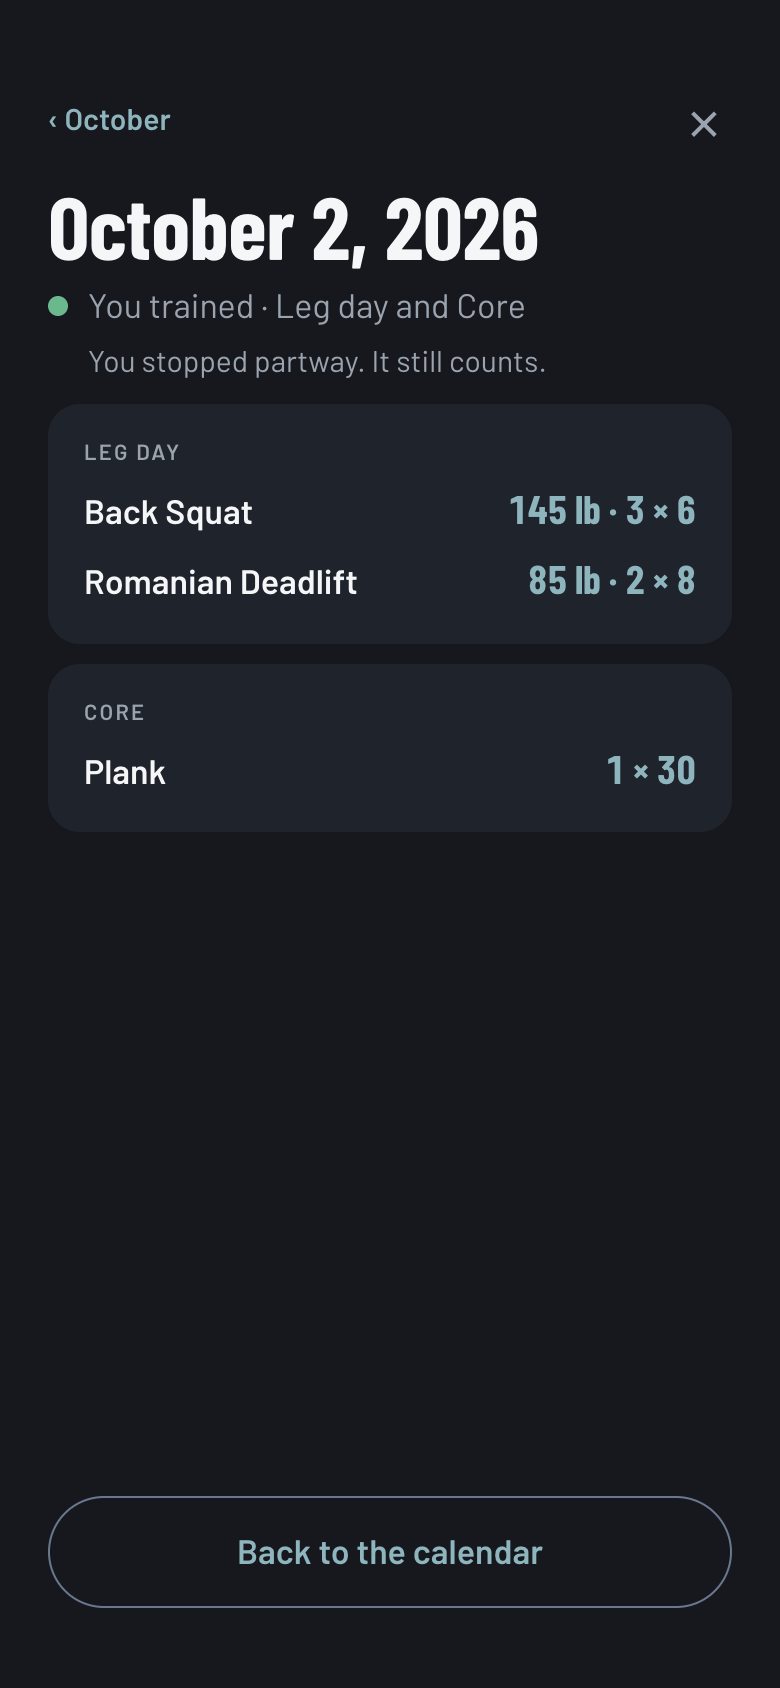 ‹ October
×
October 2, 2026
You trained · Leg day and Core
You stopped partway. It still counts.
LEG DAY
Back Squat 145 lb · 3 × 6
Romanian Deadlift 85 lb · 2 × 8
CORE
Plank 1 × 30
Back to the calendar